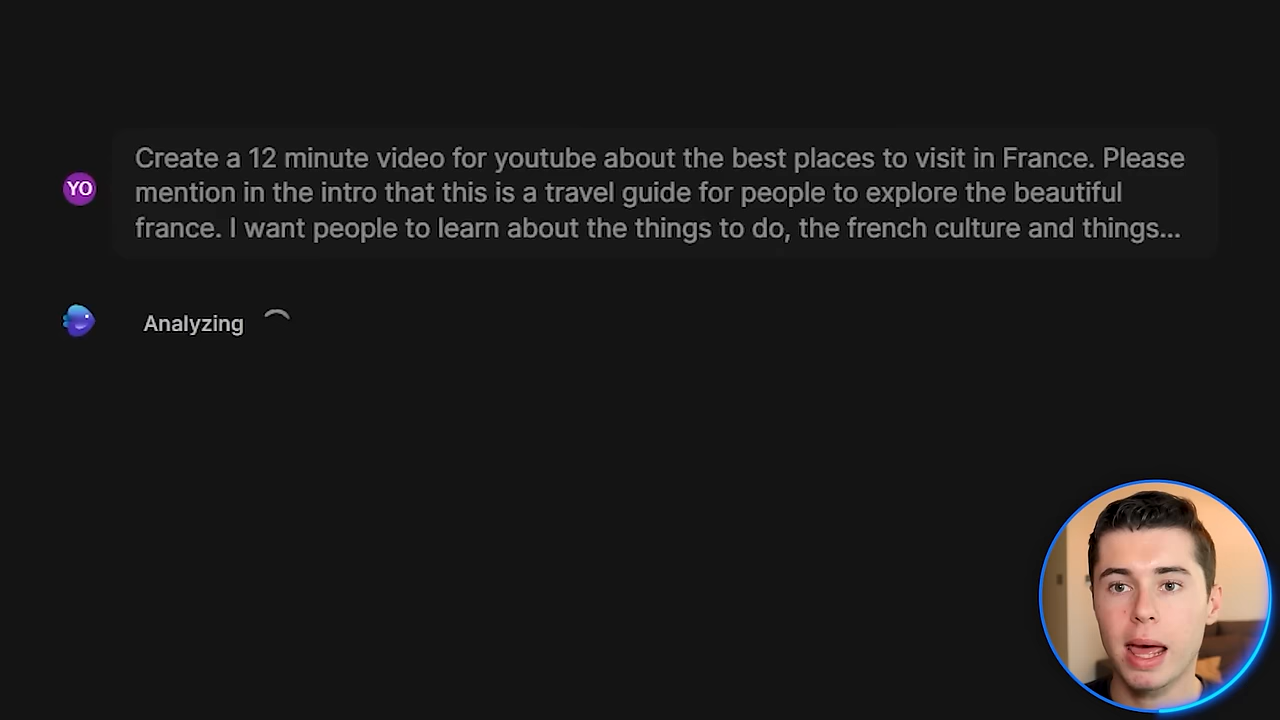 Create a 12 minute video for youtube about the best places to visit in France. Please
YO
mention in the intro that this is a travel guide for people to explore the beautiful
france. I want people to learn about the things to do, the french culture and things...
Analyzing